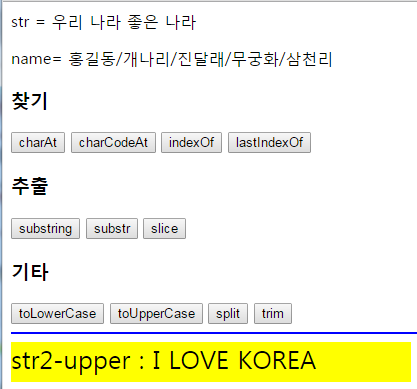 str = 우리 나라 좋은 나라
name= 홍길동/개나리/진달래/무궁화/삼천리
찾기
charAt charCodeAt indexOf lastIndexOf
추출
substring substr slice
기타
toLowerCase toUpperCase split trim
str2-upper : I LOVE KOREA